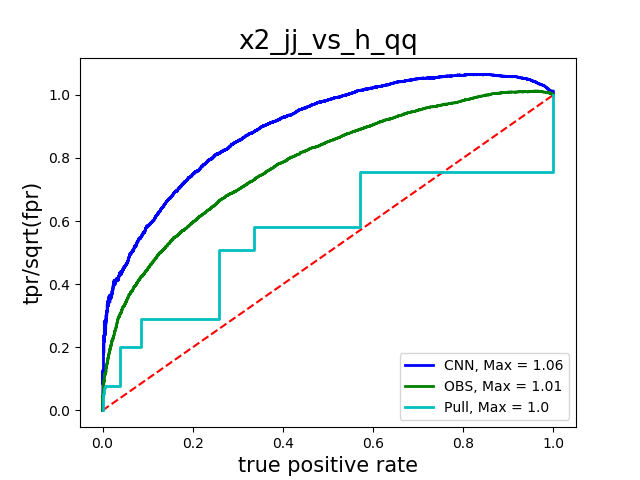 x2_jj_vs_h_qq
tpr/sqrt(fpr)
1.0
0.8
0.6
0.4
0.2
0.0
CNN, Max = 1.06
OBS, Max = 1.01
Pull, Max = 1.0
0.0 0.2 0.4 0.6 0.8 1.0
true positive rate